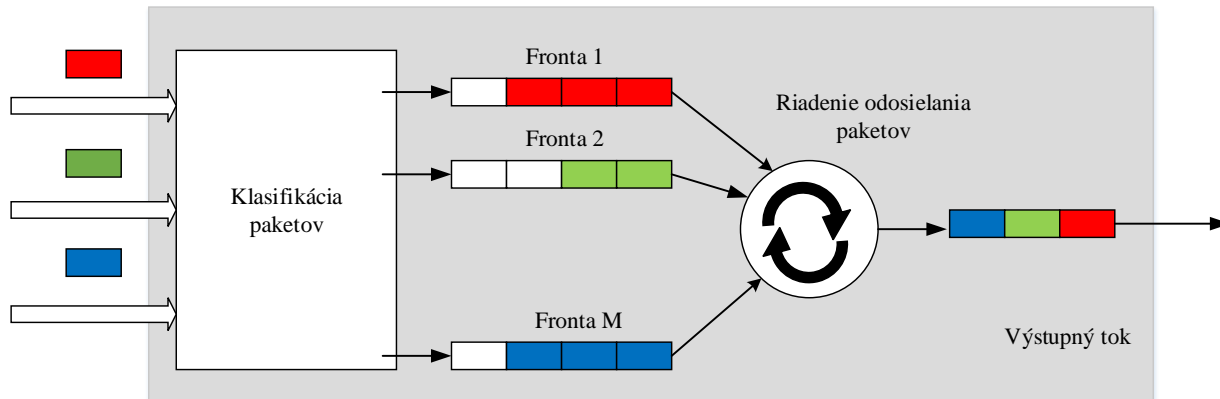 Fronta 1
Riadenie odosielania
paketov
Fronta 2
Klasifikácia
paketov
Fronta M
Výstupný tok